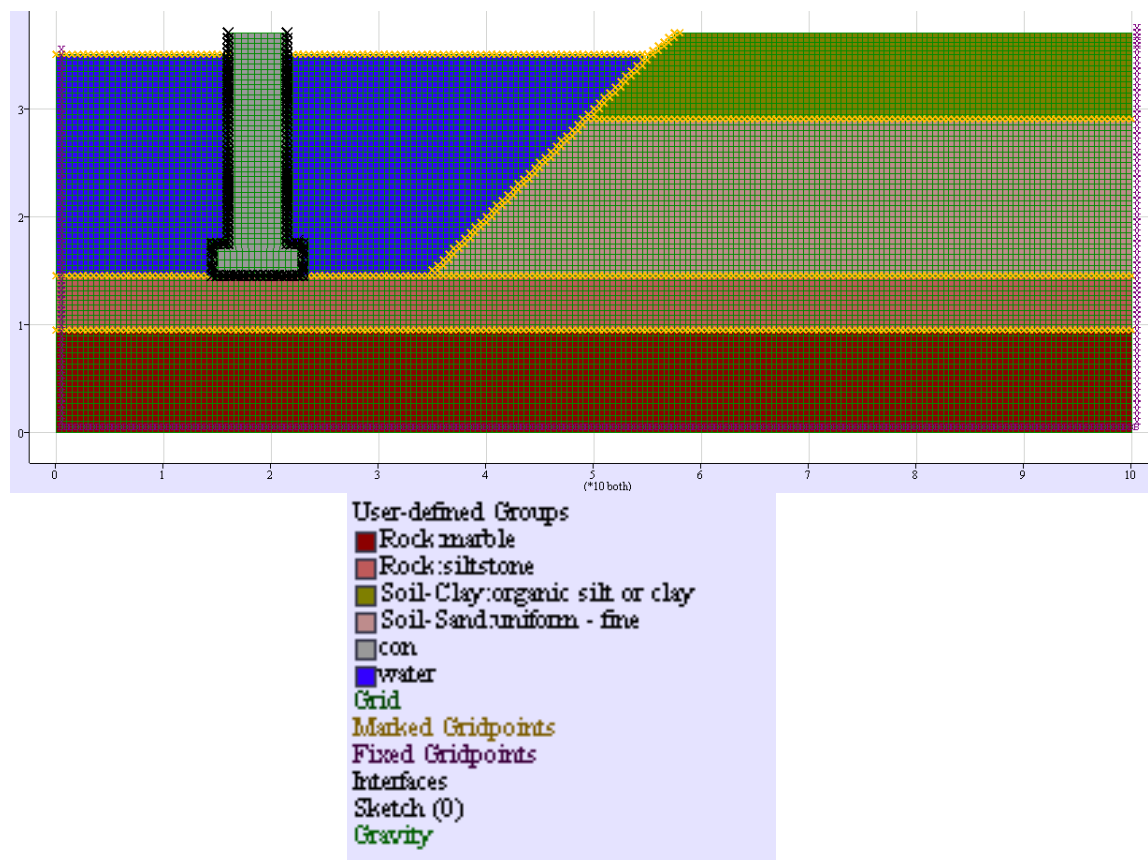 3
2
1
0
0 1 2 3 4 5 6 7 8 9 10
(*10 both)
User-defined Groups
Rock:marble
Rock:siltstone
Soil-Clay:organic silt or clay
Soil-Sand:uniform - fine
con
water
Grid
Marked Gridpoints
Fixed Gridpoints
Interfaces
Sketch (0)
Gravity